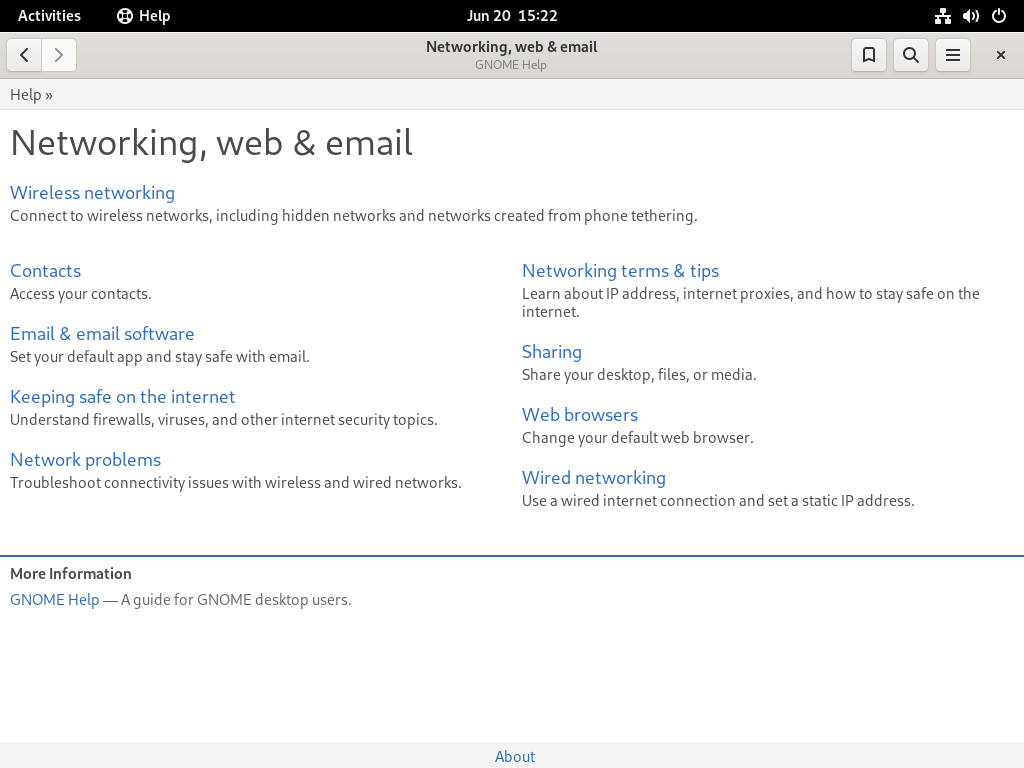 Activities
Help
Jun 20 15:22
Networking, web & email
GNOME Help
Help »
Networking, web & email
Wireless networking
Connect to wireless networks, including hidden networks and networks created from phone tethering.
Contacts
Access your contacts.
Email & email software
Set your default app and stay safe with email.
Keeping safe on the internet
Understand firewalls, viruses, and other internet security topics.
Network problems
Troubleshoot connectivity issues with wireless and wired networks.
Networking terms & tips
Learn about IP address, internet proxies, and how to stay safe on the
internet.
Sharing
Share your desktop, files, or media.
Web browsers
Change your default web browser.
Wired networking
Use a wired internet connection and set a static IP address.
More Information
GNOME Help — A guide for GNOME desktop users.
About